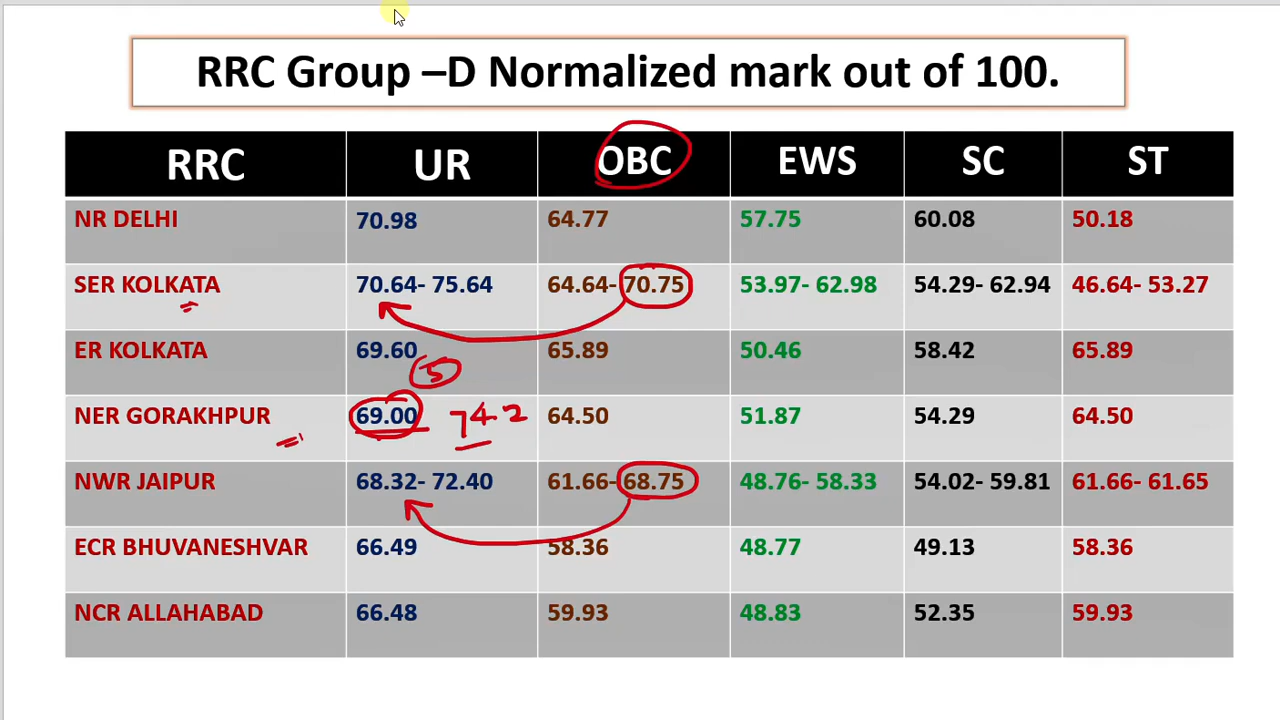 RRC Group –D Normalized mark out of 100.
RRC UR OBC EWS SC ST
NR DELHI 70.98 64.77 57.75 60.08 50.18
SER KOLKATA 70.64- 75.64 64.64- 70.75 53.97- 62.98 54.29- 62.94 46.64- 53.27
ER KOLKATA 69.60 65.89 50.46 58.42 65.89
5
NER GORAKHPUR 69.00 742 64.50 51.87 54.29 64.50
NWR JAIPUR 68.32- 72.40 61.66- 68.75 48.76- 58.33 54.02- 59.81 61.66- 61.65
ECR BHUVANESHVAR 66.49 58.36 48.77 49.13 58.36
NCR ALLAHABAD 66.48 59.93 48.83 52.35 59.93